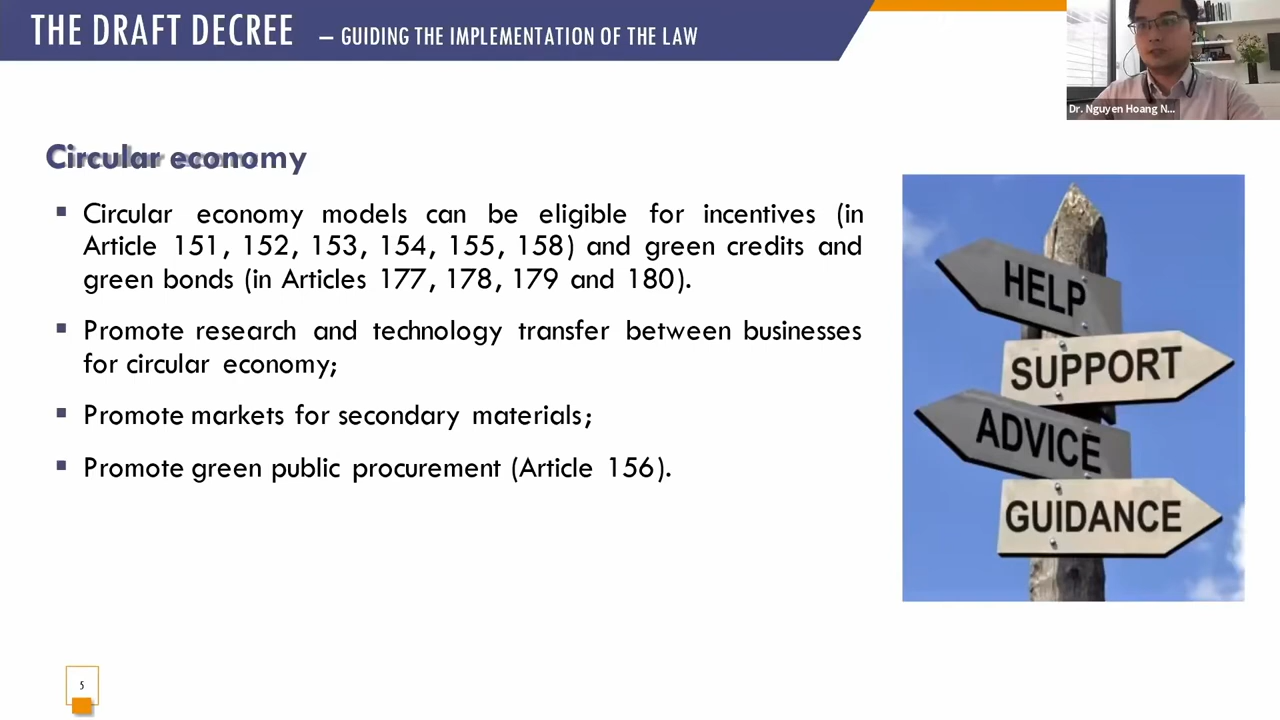 THE DRAFT DECREE – GUIDING THE IMPLEMENTATION OF THE LAW
Dr. Nguyen Hoang N...
Circular economy
▪ Circular economy models can be eligible for incentives (in
Article 151, 152, 153, 154, 155, 158) and green credits and
green bonds (in Articles 177, 178, 179 and 180).
▪ Promote research and technology transfer between businesses
for circular economy;
▪ Promote markets for secondary materials;
▪ Promote green public procurement (Article 156).
HELP
SUPPORT
ADVICE
GUIDANCE
5